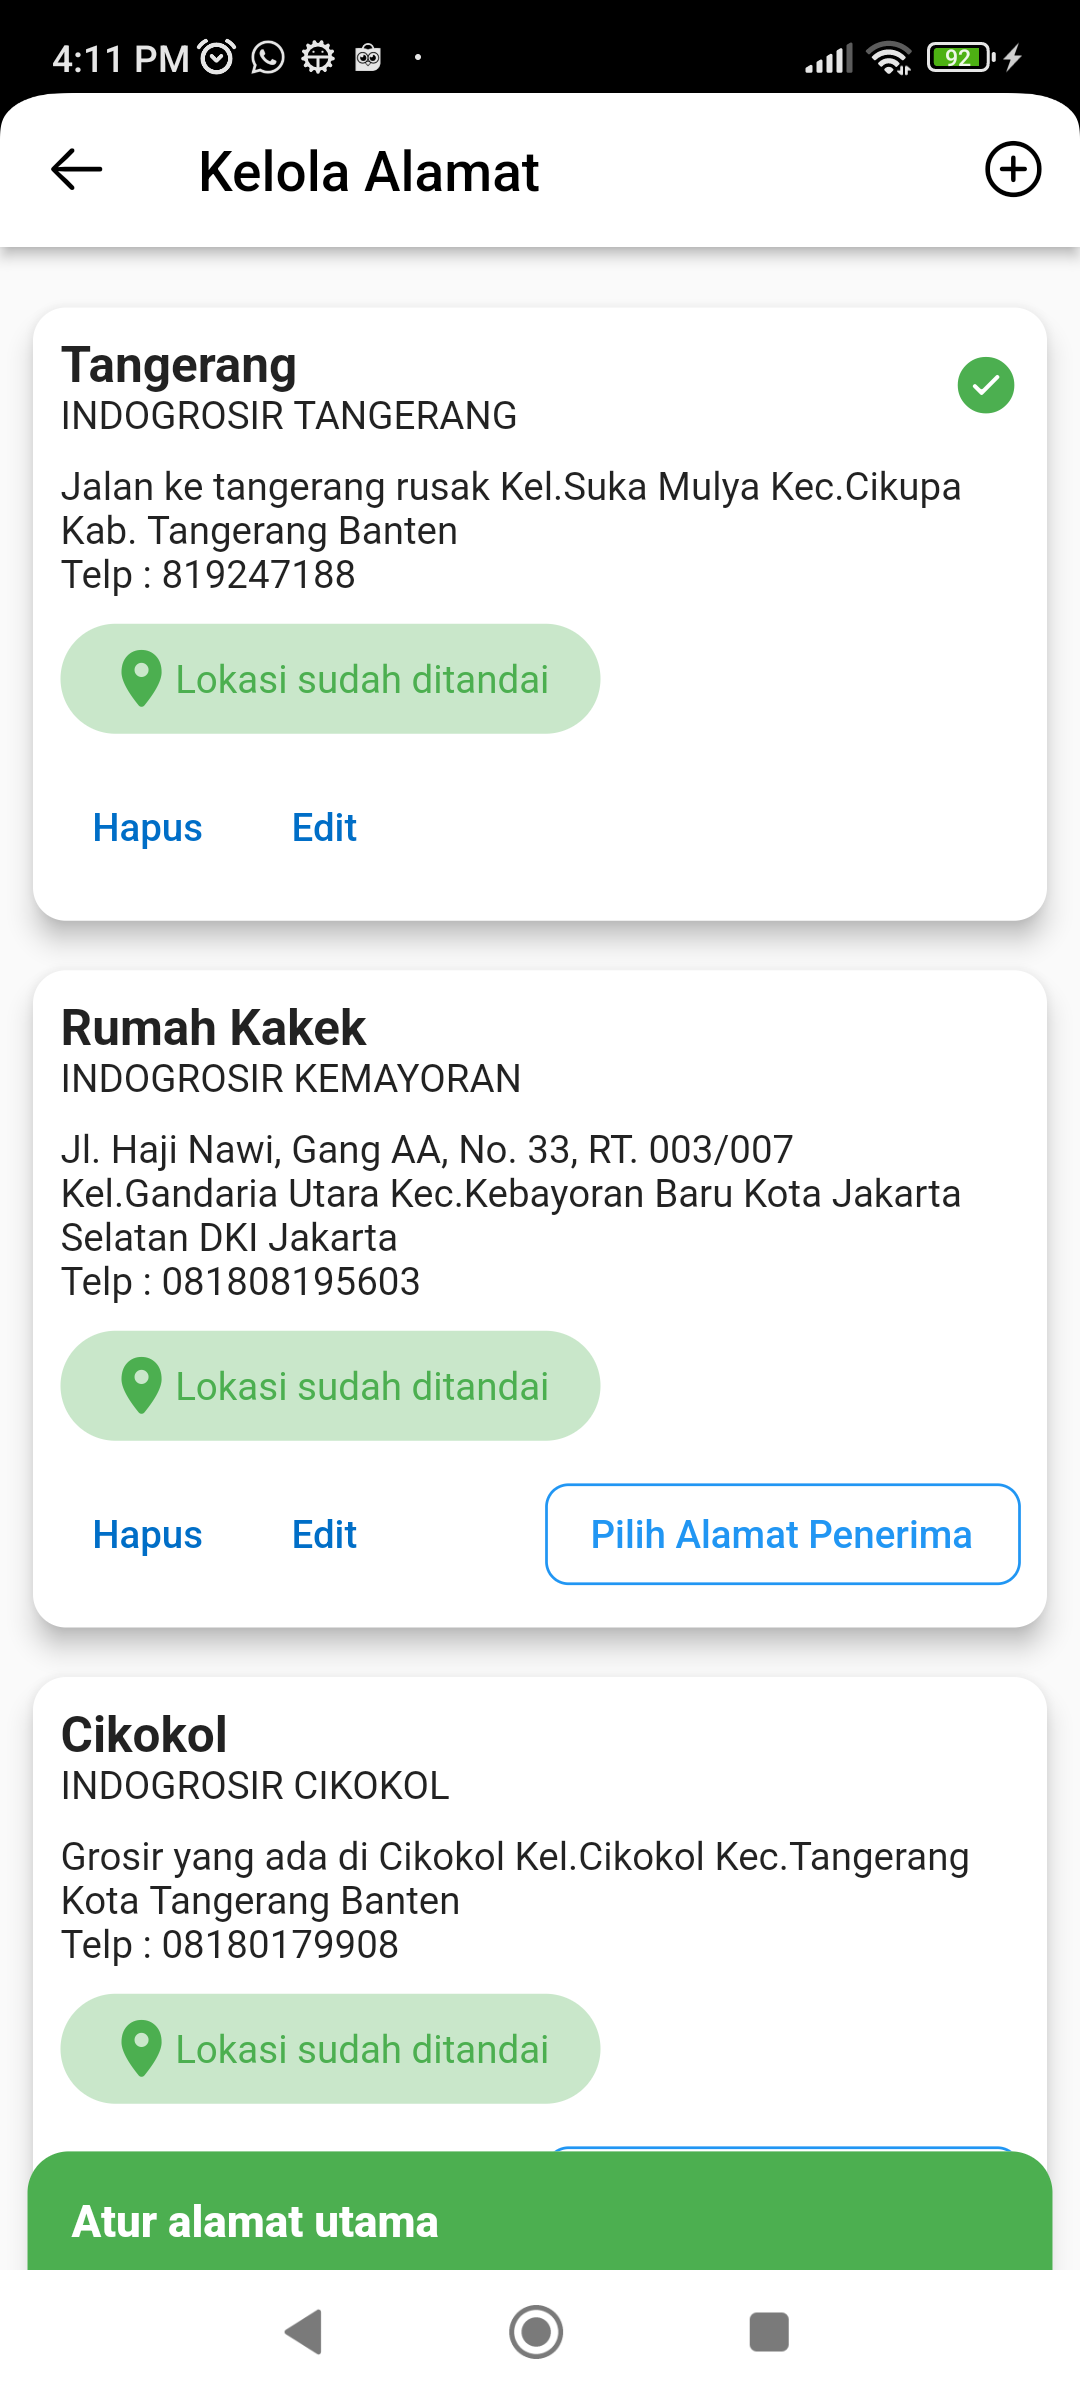 4:11 PM
92
Kelola Alamat
Tangerang
INDOGROSIR TANGERANG
Jalan ke tangerang rusak Kel.Suka Mulya Kec.Cikupa
Kab. Tangerang Banten
Telp : 819247188
Lokasi sudah ditandai
Hapus
Edit
Rumah Kakek
INDOGROSIR KEMAYORAN
Jl. Haji Nawi, Gang AA, No. 33, RT. 003/007
Kel.Gandaria Utara Kec.Kebayoran Baru Kota Jakarta
Selatan DKI Jakarta
Telp : 081808195603
Lokasi sudah ditandai
Hapus
Edit
Pilih Alamat Penerima
Cikokol
INDOGROSIR CIKOKOL
Grosir yang ada di Cikokol Kel.Cikokol Kec.Tangerang
Kota Tangerang Banten
Telp : 08180179908
Lokasi sudah ditandai
Atur alamat utama